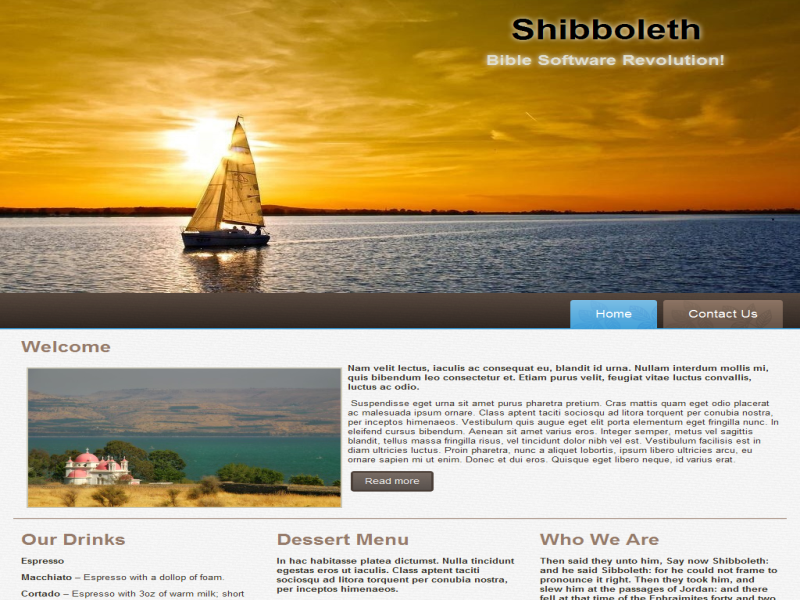 Shibboleth
Bible Software Revolution!
Home
Contact Us
Welcome
Nam velit lectus, iaculis ac consequat eu, blandit id urna. Nullam interdum mollis mi,
quis bibendum leo consectetur et. Etiam purus velit, feugiat vitae luctus convallis,
luctus ac odio.
Suspendisse eget urna sit amet purus pharetra pretium. Cras mattis quam eget odio placerat
ac malesuada ipsum ornare. Class aptent taciti sociosqu ad litora torquent per conubia nostra,
per inceptos himenaeos. Vestibulum quis augue eget elit porta elementum eget fringilla nunc. In
eleifend cursus bibendum. Aenean sit amet varius eros. Integer semper, metus vel sagittis
blandit, tellus massa fringilla risus, vel tincidunt dolor nibh vel est. Vestibulum facilisis est in
diam ultricies luctus. Proin pharetra, nunc a aliquet lobortis, ipsum libero ultricies arcu, eu
ornare sapien mi ut enim. Donec et dui eros. Quisque eget libero neque, id varius erat.
Read more
Our Drinks
Espresso
Macchiato – Espresso with a dollop of foam.
Cortado – Espresso with 3oz of warm milk; short
Dessert Menu
In hac habitasse platea dictumst. Nulla tincidunt
egestas eros ut iaculis. Class aptent taciti
sociosqu ad litora torquent per conubia nostra,
per inceptos himenaeos.
Who We Are
Then said they unto him, Say now Shibboleth:
and he said Sibboleth: for he could not frame to
pronounce it right. Then they took him, and
slew him at the passages of Jordan: and there
fell at that time of the Ephraimites forty and two